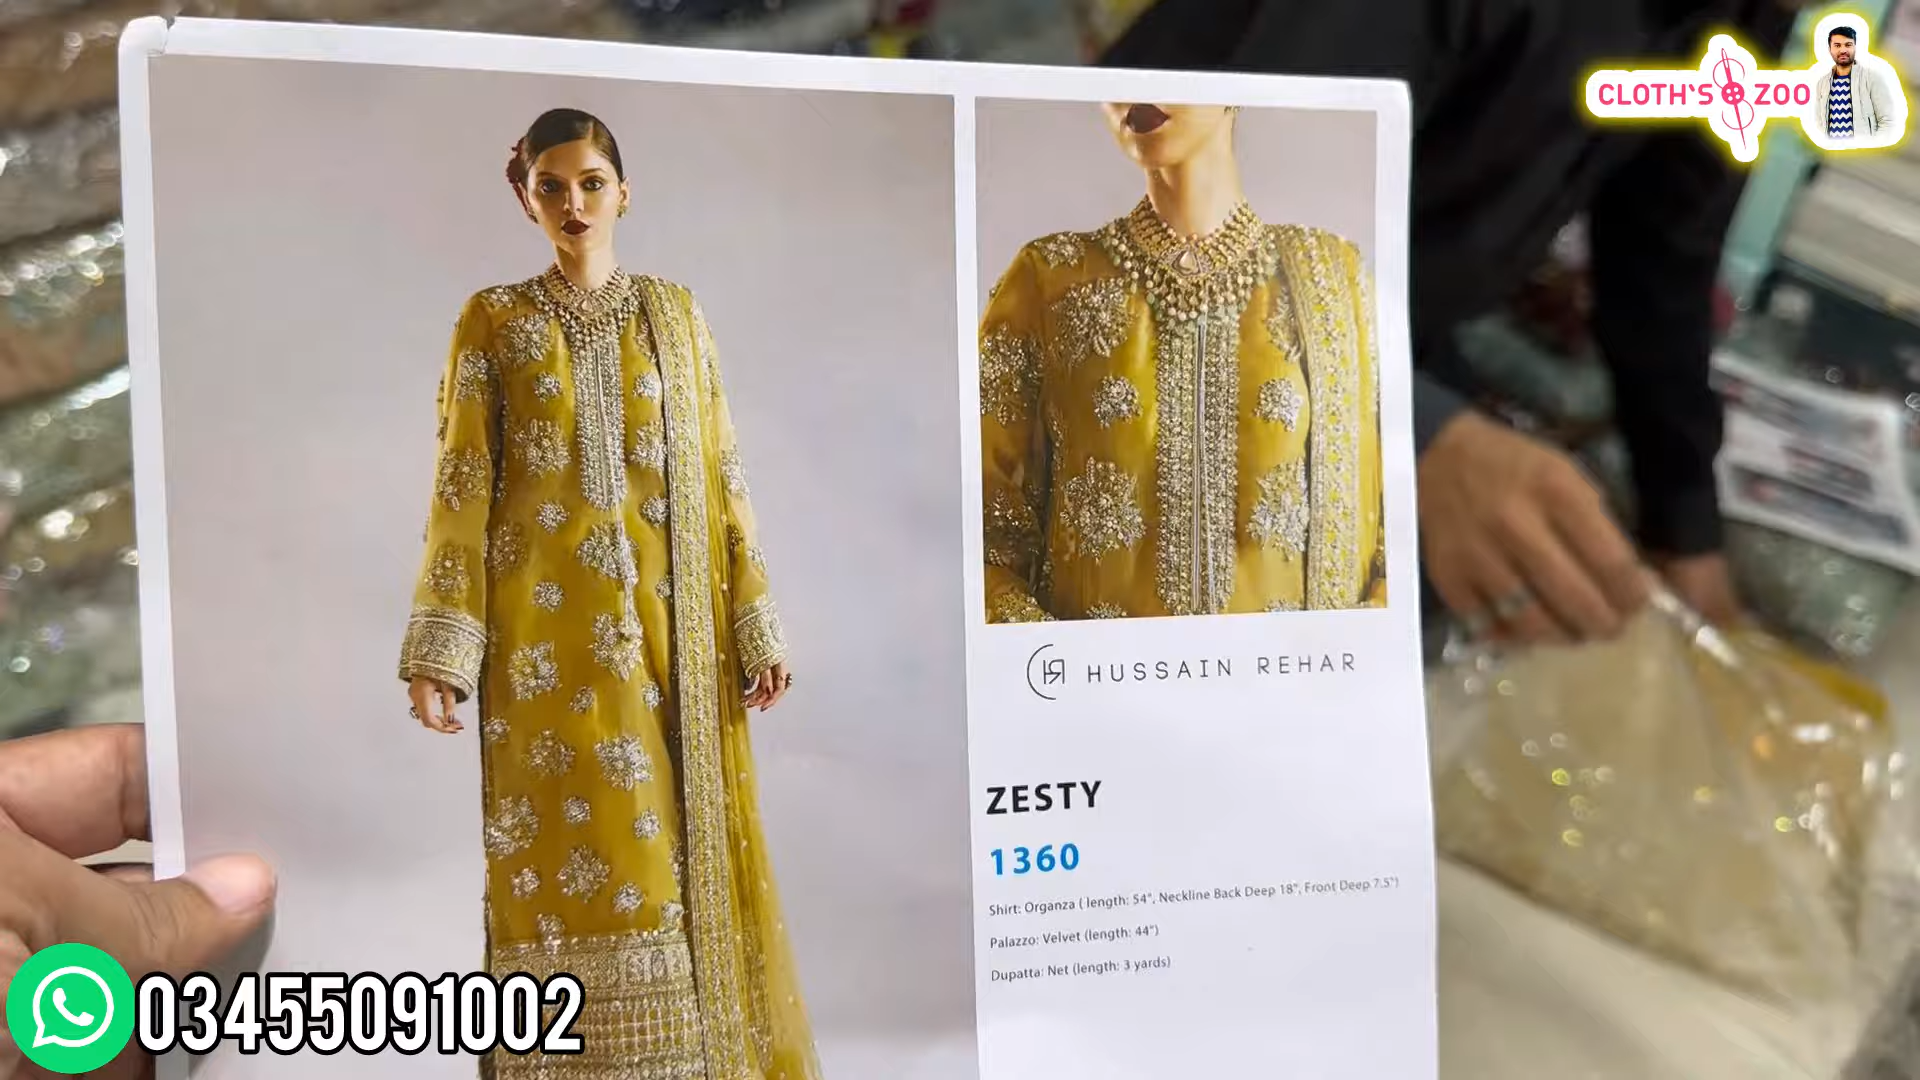 CLOTH'S ZOO
HUSSAIN REHAR
ZESTY
1360
Shirt: Organza ( length: 54", Neckline Back Deep 18", Front Deep 7.5")
Palazzo: Velvet (length: 44")
Dupatta: Net (length: 3 yards)
03455091002